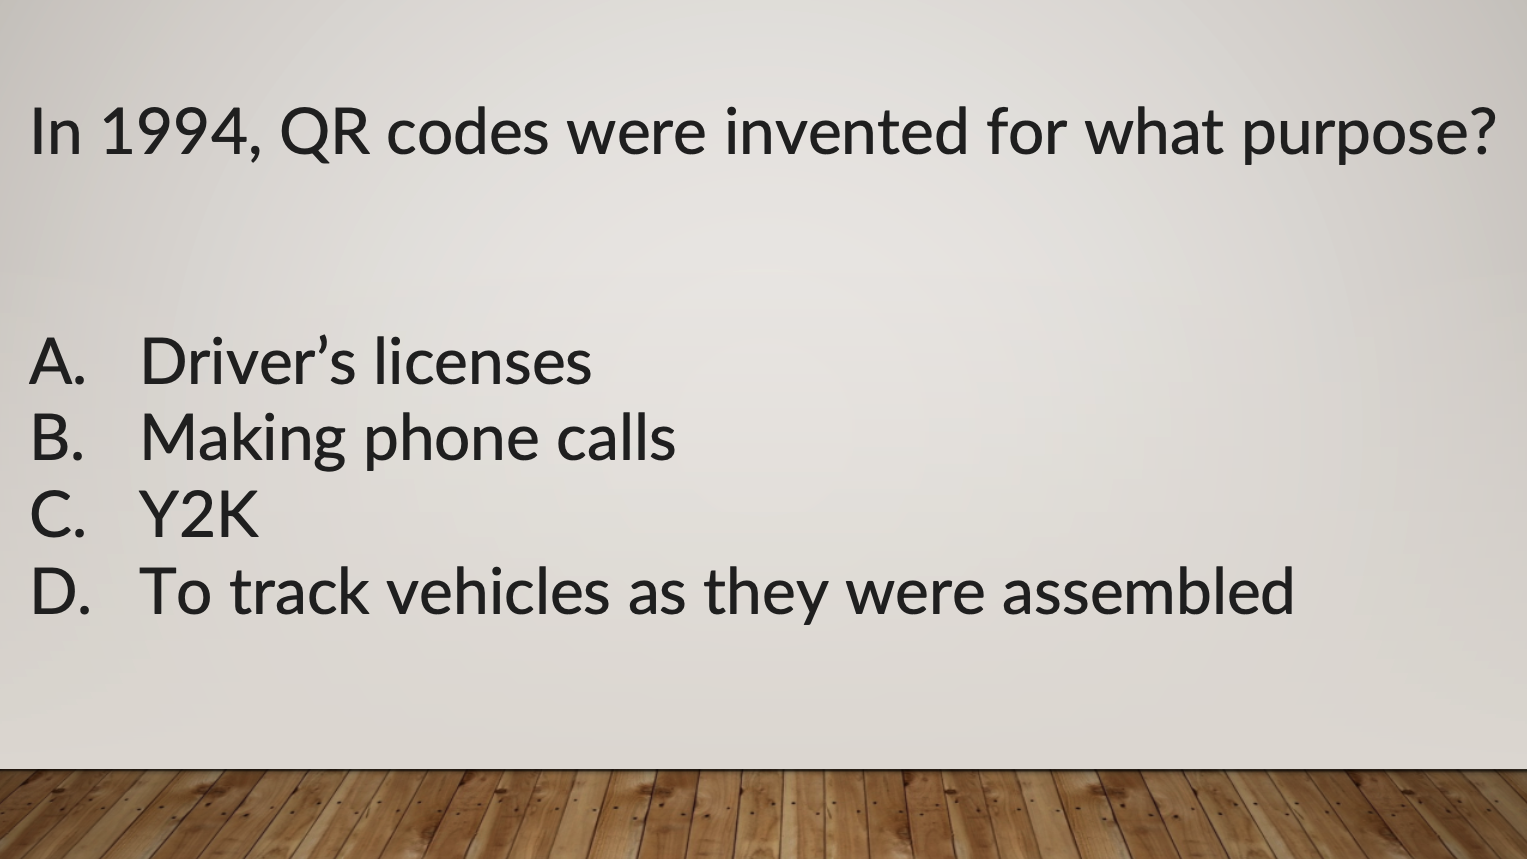 In 1994, QR codes were invented for what purpose?
A. Driver’s licenses
B. Making phone calls
C. Y2K
D. To track vehicles as they were assembled